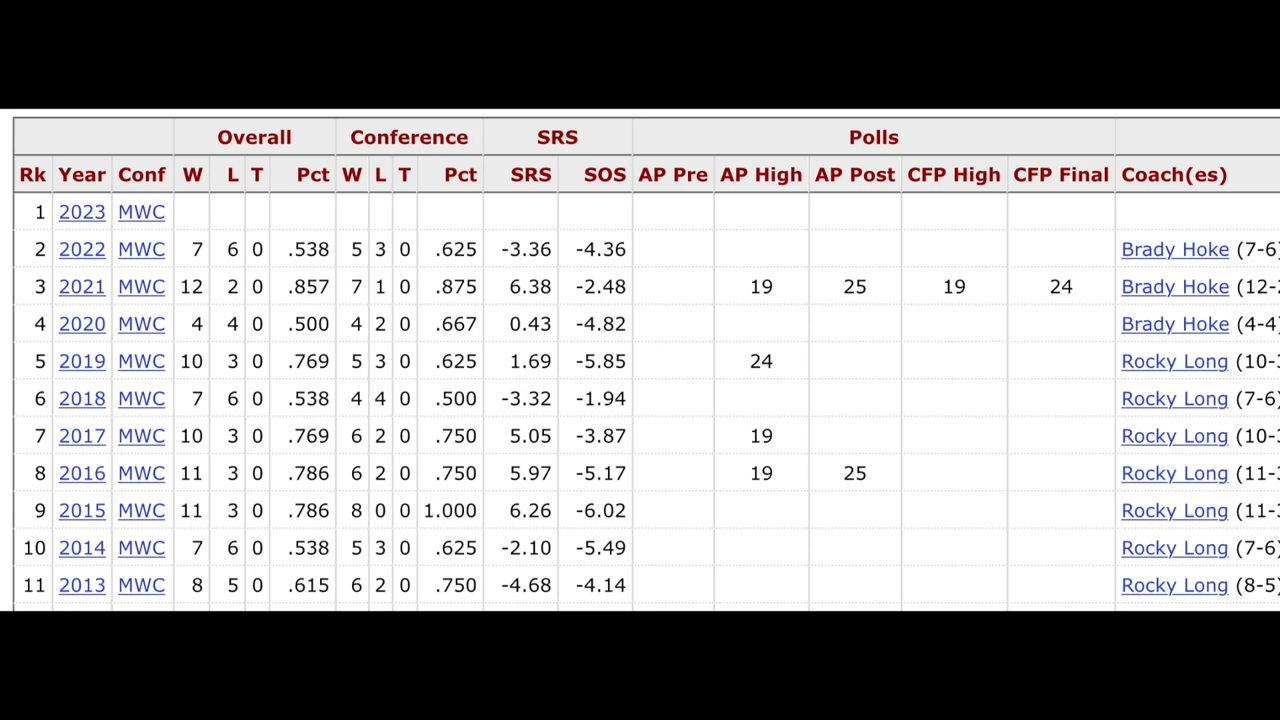 Overall Conference SRS Polls
Rk Year Conf W L T Pct W L T Pct SRS SOS AP Pre AP High AP Post CFP High CFP Final Coach(es)
1 2023 MWC
2 2022 MWC 7 6 0 .538 5 3 0 .625 -3.36 -4.36 Brady Hoke (7-6)
3 2021 MWC 12 2 0 .857 7 1 0 .875 6.38 -2.48 19 25 19 24 Brady Hoke (12-
4 2020 MWC 4 4 0 .500 4 2 0 .667 0.43 -4.82 Brady Hoke (4-4)
5 2019 MWC 10 3 0 .769 5 3 0 .625 1.69 -5.85 24 Rocky Long (10-
6 2018 MWC 7 6 0 .538 4 4 0 .500 -3.32 -1.94 Rocky Long (7-6)
7 2017 MWC 10 3 0 .769 6 2 0 .750 5.05 -3.87 19 Rocky Long (10-
8 2016 MWC 11 3 0 .786 6 2 0 .750 5.97 -5.17 19 25 Rocky Long (11-
9 2015 MWC 11 3 0 .786 8 0 0 1.000 6.26 -6.02 Rocky Long (11-
10 2014 MWC 7 6 0 .538 5 3 0 .625 -2.10 -5.49 Rocky Long (7-6)
11 2013 MWC 8 5 0 .615 6 2 0 .750 -4.68 -4.14 Rocky Long (8-5)